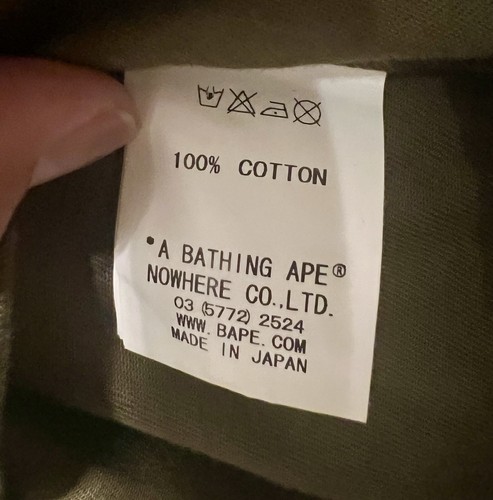 100% COTTON
*A BATHING APE®
NOWHERE CO.,LTD.
03 (5772) 2524
WWW.BAPE.COM
MADE IN JAPAN